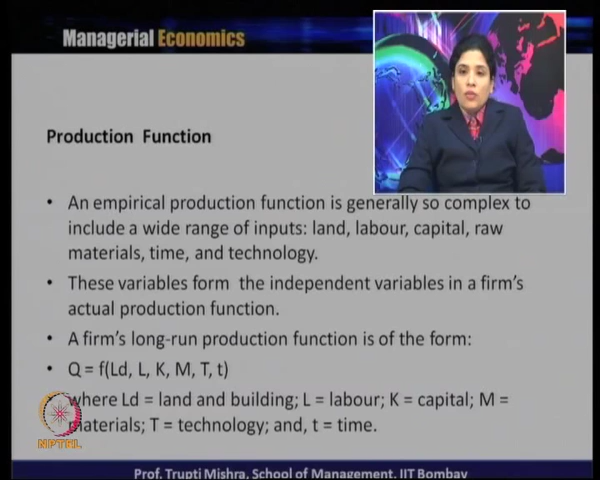 Managerial Economics
Production Function
• An empirical production function is generally so complex to
include a wide range of inputs: land, labour, capital, raw
materials, time, and technology.
• These variables form the independent variables in a firm's
actual production function.
• A firm's long-run production function is of the form:
• Q = f(Ld, L, K, M, T, t)
• where Ld = land and building; L = labour; K = capital; M =
materials; T = technology; and, t = time.
NPTEL
Prof. Trupti Mishra, School of Management, IIT Bombay